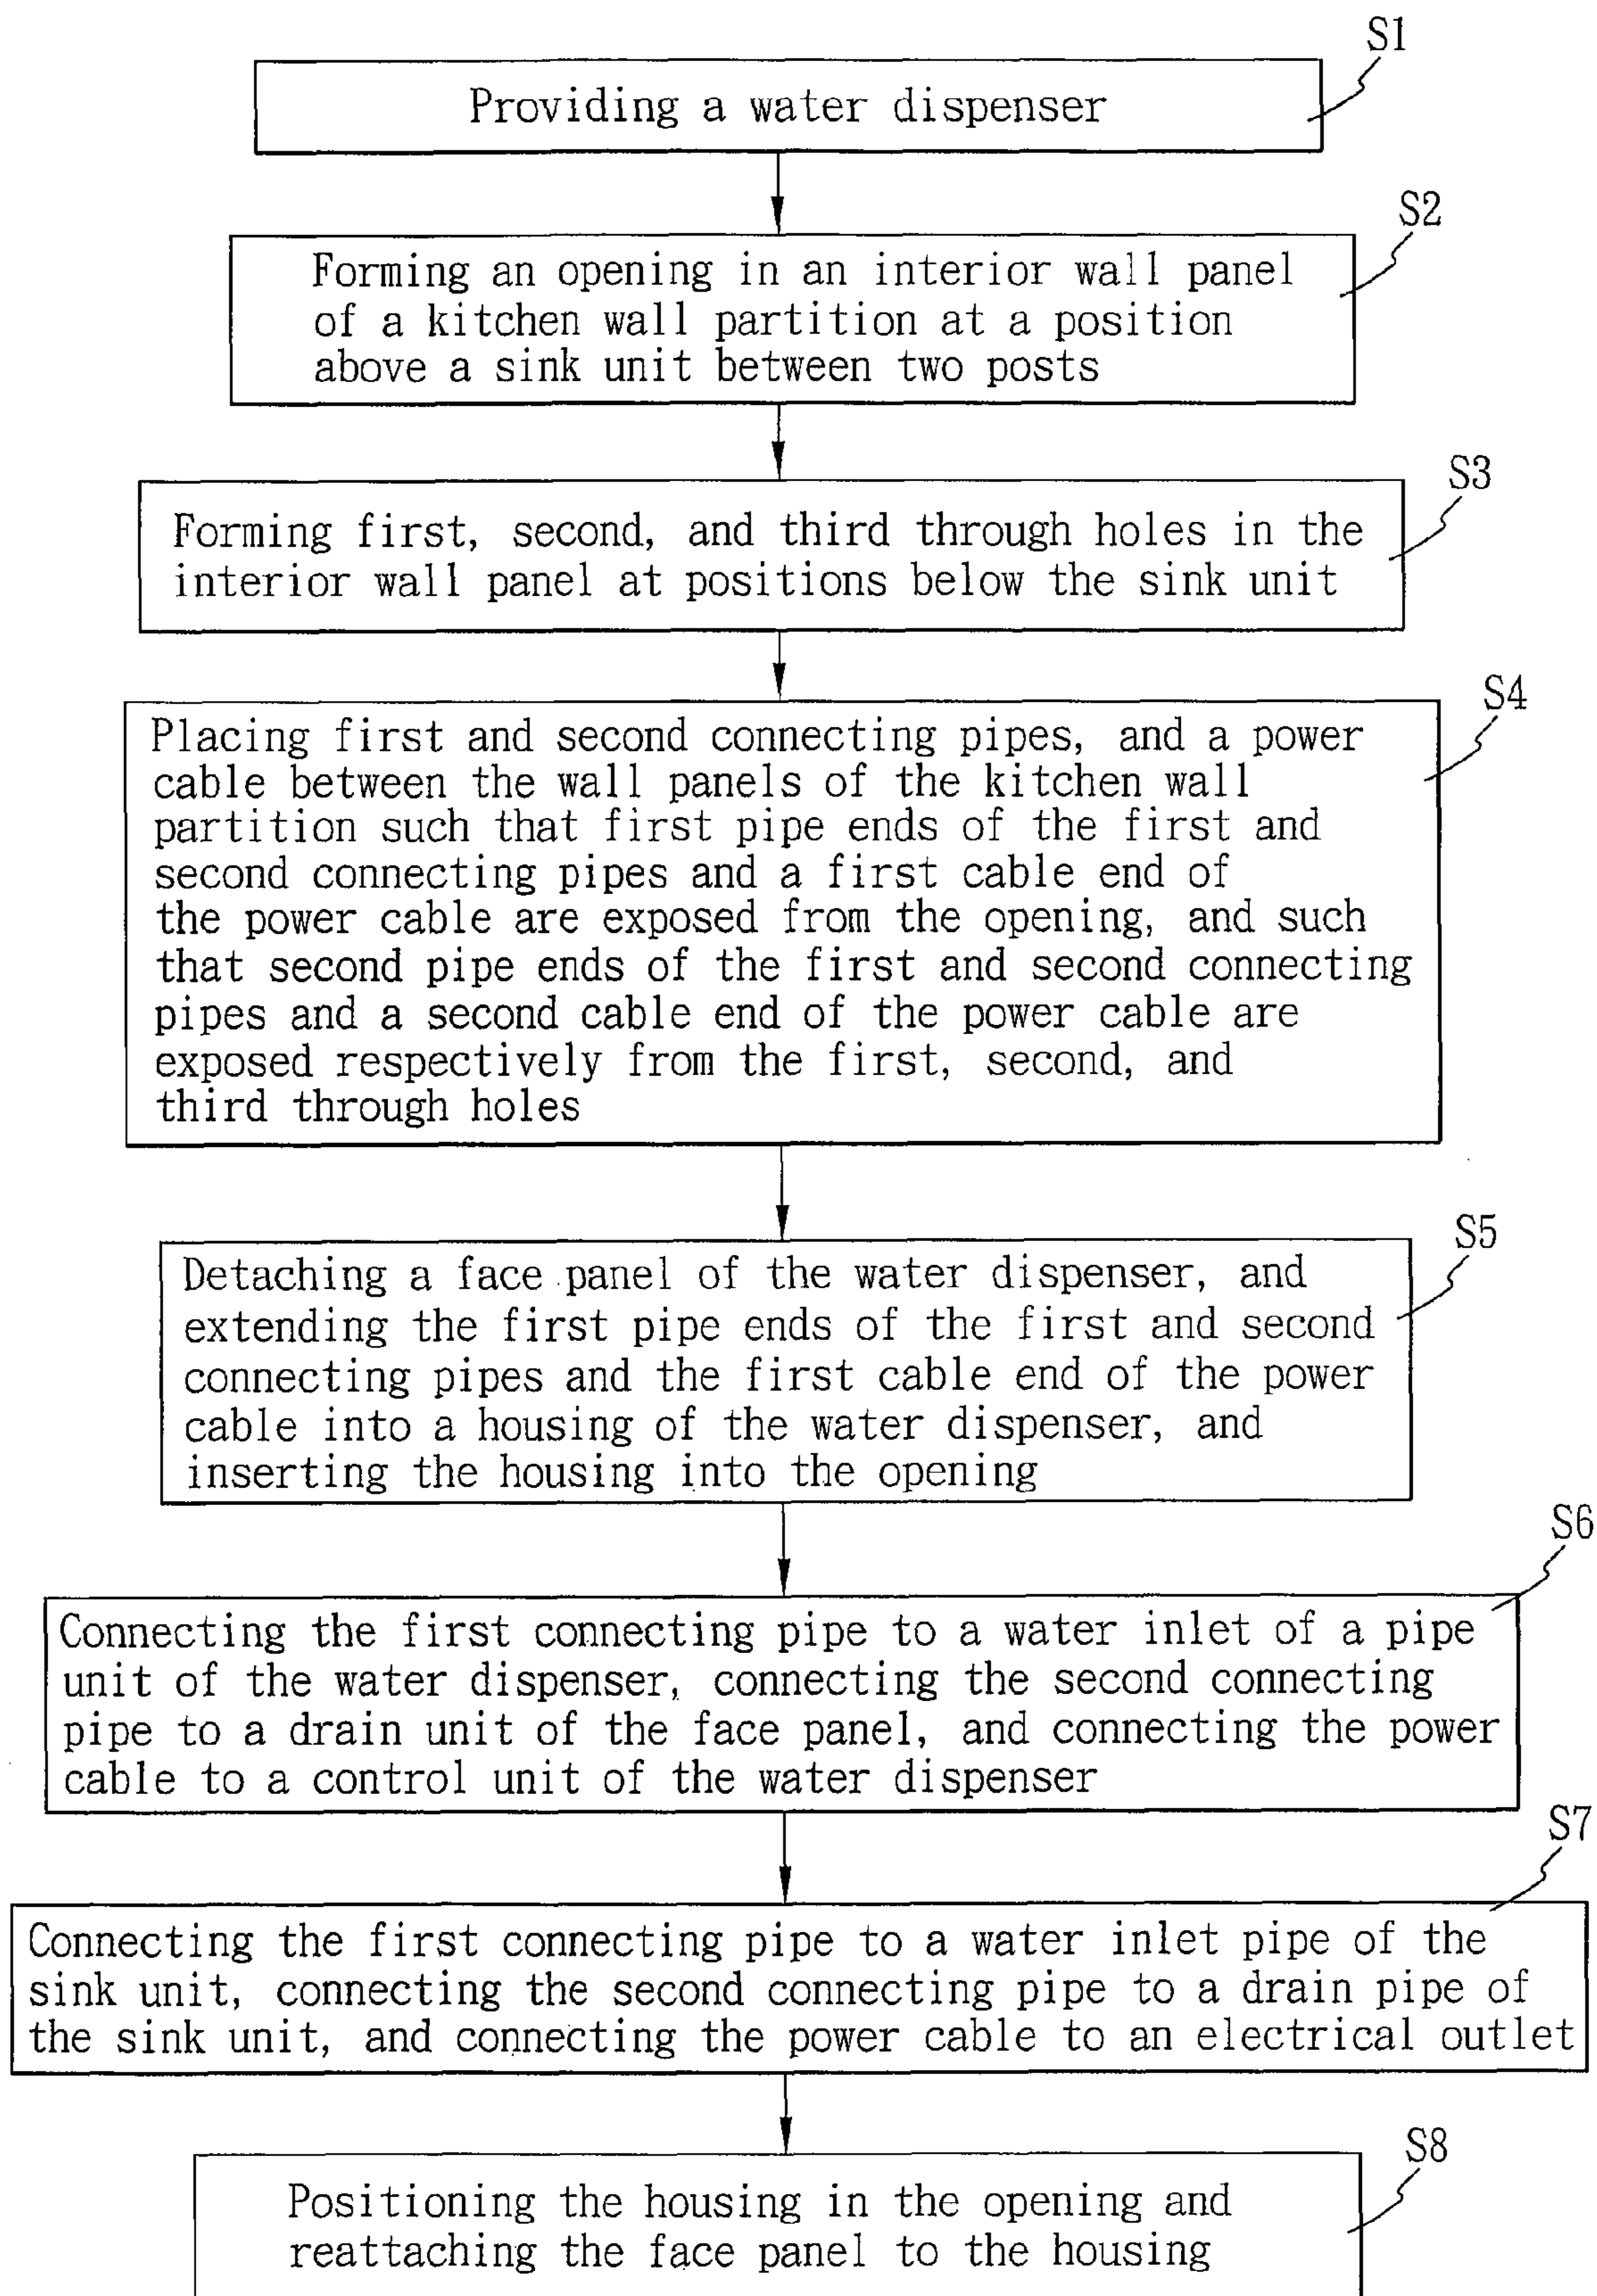 S1
Providing a water dispenser
S2
Forming an opening in an interior wall panel
of a kitchen wall partition at a position
above a sink unit between two posts
S3
Forming first, second, and third through holes in the
interior wall panel at positions below the sink unit
S4
Placing first and second connecting pipes, and a power
cable between the wall panels of the kitchen wall
partition such that first pipe ends of the first and
second connecting pipes and a first cable end of
the power cable are exposed from the opening, and such
that second pipe ends of the first and second connecting
pipes and a second cable end of the power cable are
exposed respectively from the first, second, and
third through holes
S5
Detaching a face panel of the water dispenser, and
extending the first pipe ends of the first and second
connecting pipes and the first cable end of the power
cable into a housing of the water dispenser, and
inserting the housing into the opening
S6
Connecting the first connecting pipe to a water inlet of a pipe
unit of the water dispenser, connecting the second connecting
pipe to a drain unit of the face panel, and connecting the power
cable to a control unit of the water dispenser
S7
Connecting the first connecting pipe to a water inlet pipe of the
sink unit, connecting the second connecting pipe to a drain pipe of
the sink unit, and connecting the power cable to an electrical outlet
S8
Positioning the housing in the opening and
reattaching the face panel to the housing